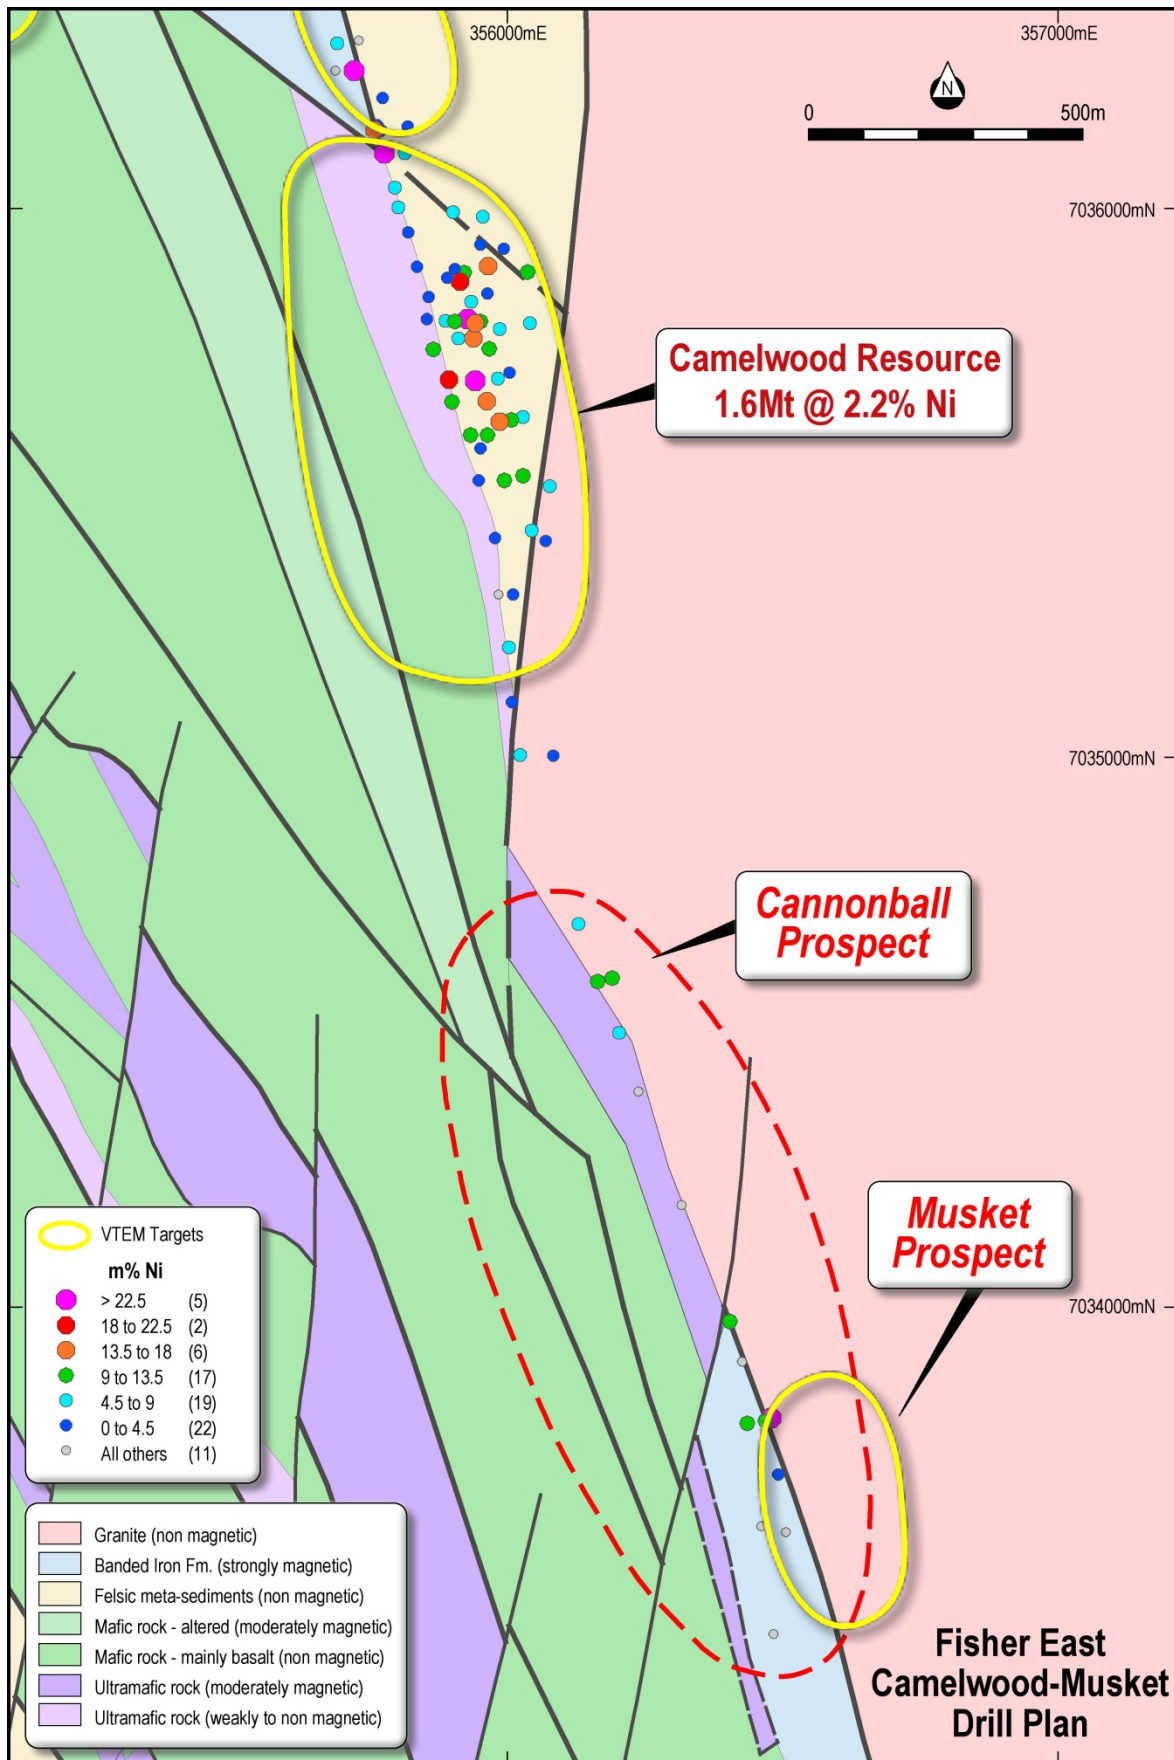 356000mE
357000mE
N
0
500m
7036000mN
Camelwood Resource
1.6Mt @ 2.2% Ni
7035000mN
Cannonball
Prospect
Musket
Prospect
7034000mN
VTEM Targets
m% Ni
> 22.5 (5)
18 to 22.5 (2)
13.5 to 18 (6)
9 to 13.5 (17)
4.5 to 9 (19)
0 to 4.5 (22)
All others (11)
Granite (non magnetic)
Banded Iron Fm. (strongly magnetic)
Felsic meta-sediments (non magnetic)
Mafic rock - altered (moderately magnetic)
Mafic rock - mainly basalt (non magnetic)
Ultramafic rock (moderately magnetic)
Ultramafic rock (weakly to non magnetic)
Fisher East
Camelwood-Musket
Drill Plan